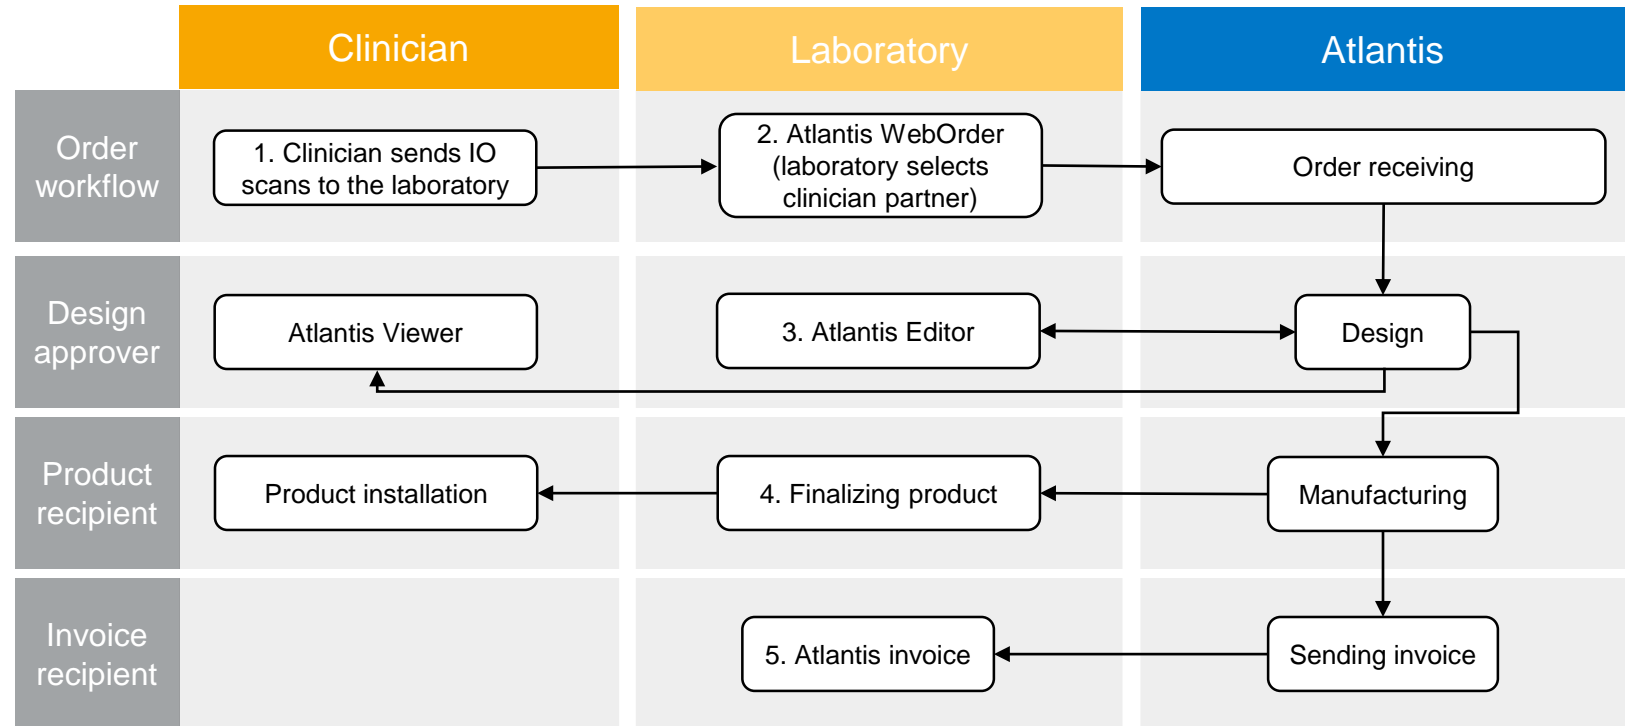 Clinician
Laboratory
Atlantis
Order
workflow
1. Clinician sends IO
scans to the laboratory
2. Atlantis WebOrder
(laboratory selects
clinician partner)
Order receiving
Design
approver
Atlantis Viewer
3. Atlantis Editor
Design
Product
recipient
Product installation
4. Finalizing product
Manufacturing
Invoice
recipient
5. Atlantis invoice
Sending invoice